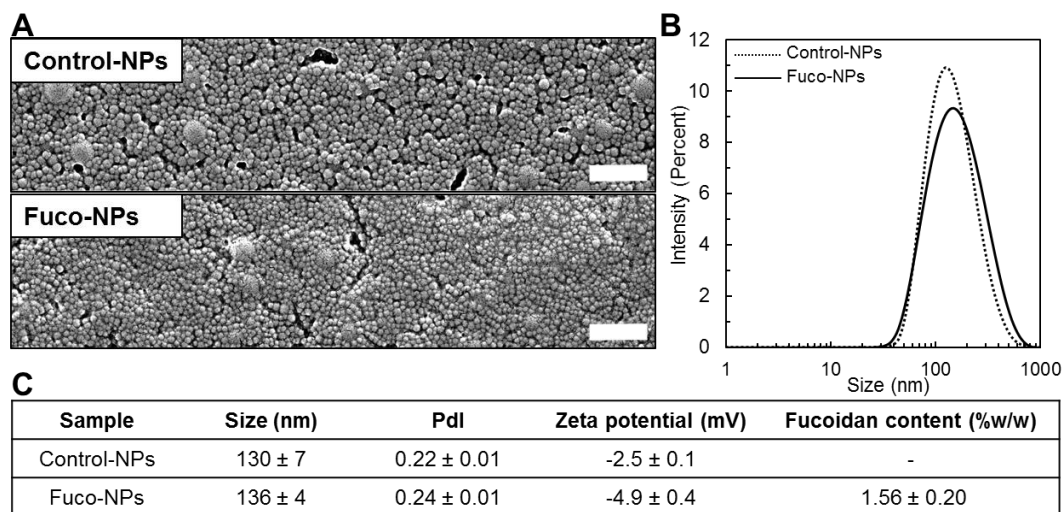 A
Control-NPs
Fuco-NPs
B
12
10
8
6
4
2
0
Intensity (Percent)
Control-NPs
Fuco-NPs
1
10
100
1000
Size (nm)
C
Sample Size (nm) PdI Zeta potential (mV) Fucoidan content (%w/w)
Control-NPs 130 ± 7 0.22 ± 0.01 -2.5 ± 0.1 -
Fuco-NPs 136 ± 4 0.24 ± 0.01 -4.9 ± 0.4 1.56 ± 0.20